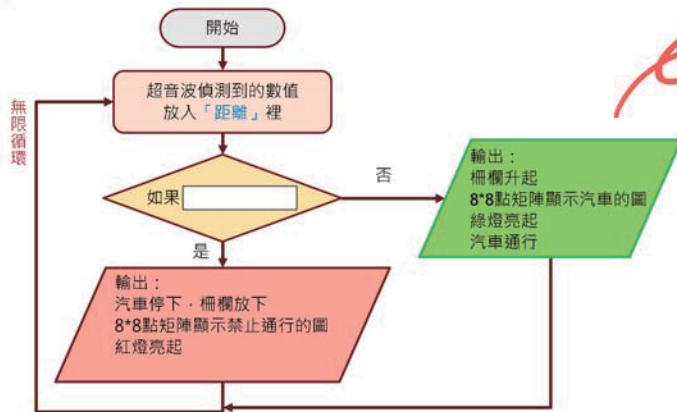 開始
超音波偵測到的數值
放入「距離」裡
無限循環
如果
否
是
輸出：
柵欄升起
8*8點矩陣顯示汽車的圖
綠燈亮起
汽車通行
輸出：
汽車停下，柵欄放下
8*8點矩陣顯示禁止通行的圖
紅燈亮起